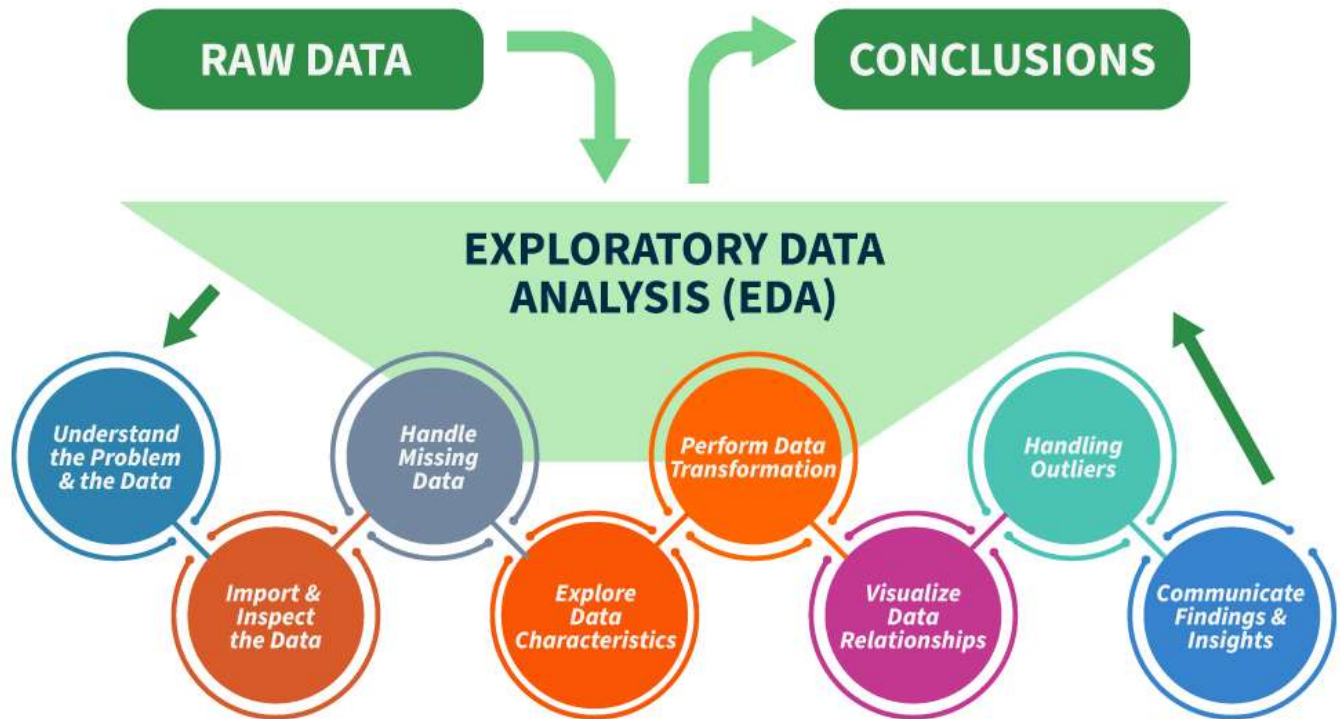 RAW DATA
CONCLUSIONS
EXPLORATORY DATA
ANALYSIS (EDA)
Understand
the Problem
& the Data
Import &
Inspect
the Data
Handle
Missing
Data
Explore
Data
Characteristics
Perform Data
Transformation
Visualize
Data
Relationships
Handling
Outliers
Communicate
Findings &
Insights